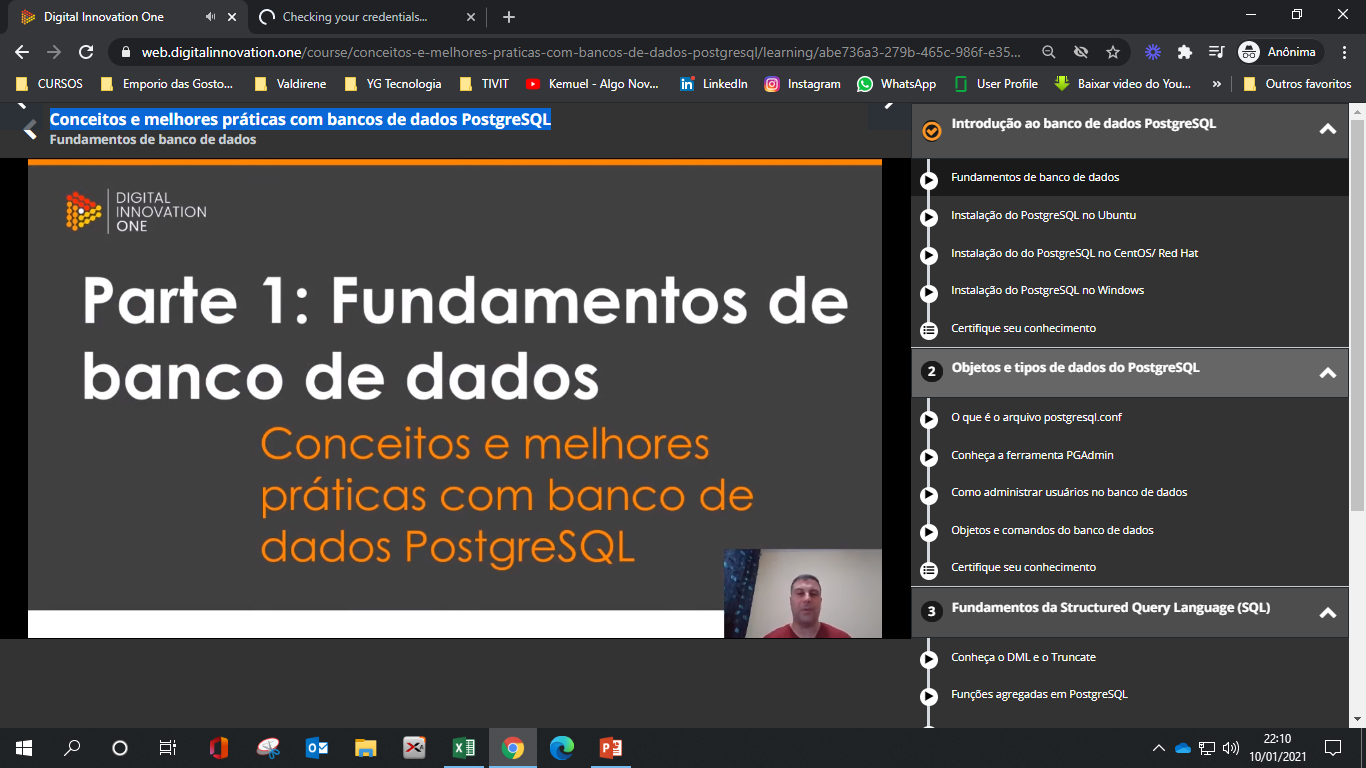 Digital Innovation One
Checking your credentials...
web.digitalinnovation.one/course/conceitos-e-melhores-praticas-com-bancos-de-dados-postgresql/learning/abe736a3-279b-465c-986f-e35...
Anônima
CURSOS
Emporio das Gosto...
Valdirene
YG Tecnologia
TIVIT
Kemuel - Algo Nov...
LinkedIn
Instagram
WhatsApp
User Profile
Baixar video do You...
»
Outros favoritos
Conceitos e melhores práticas com bancos de dados PostgreSQL
Fundamentos de banco de dados
DIGITAL
INNOVATION
ONE
Parte 1: Fundamentos de
banco de dados
Conceitos e melhores
práticas com banco de
dados PostgreSQL
Introdução ao banco de dados PostgreSQL
Fundamentos de banco de dados
Instalação do PostgreSQL no Ubuntu
Instalação do do PostgreSQL no CentOS/ Red Hat
Instalação do PostgreSQL no Windows
Certifique seu conhecimento
2 Objetos e tipos de dados do PostgreSQL
O que é o arquivo postgresql.conf
Conheça a ferramenta PGAdmin
Como administrar usuários no banco de dados
Objetos e comandos do banco de dados
Certifique seu conhecimento
3 Fundamentos da Structured Query Language (SQL)
Conheça o DML e o Truncate
Funções agregadas em PostgreSQL
22:10
10/01/2021